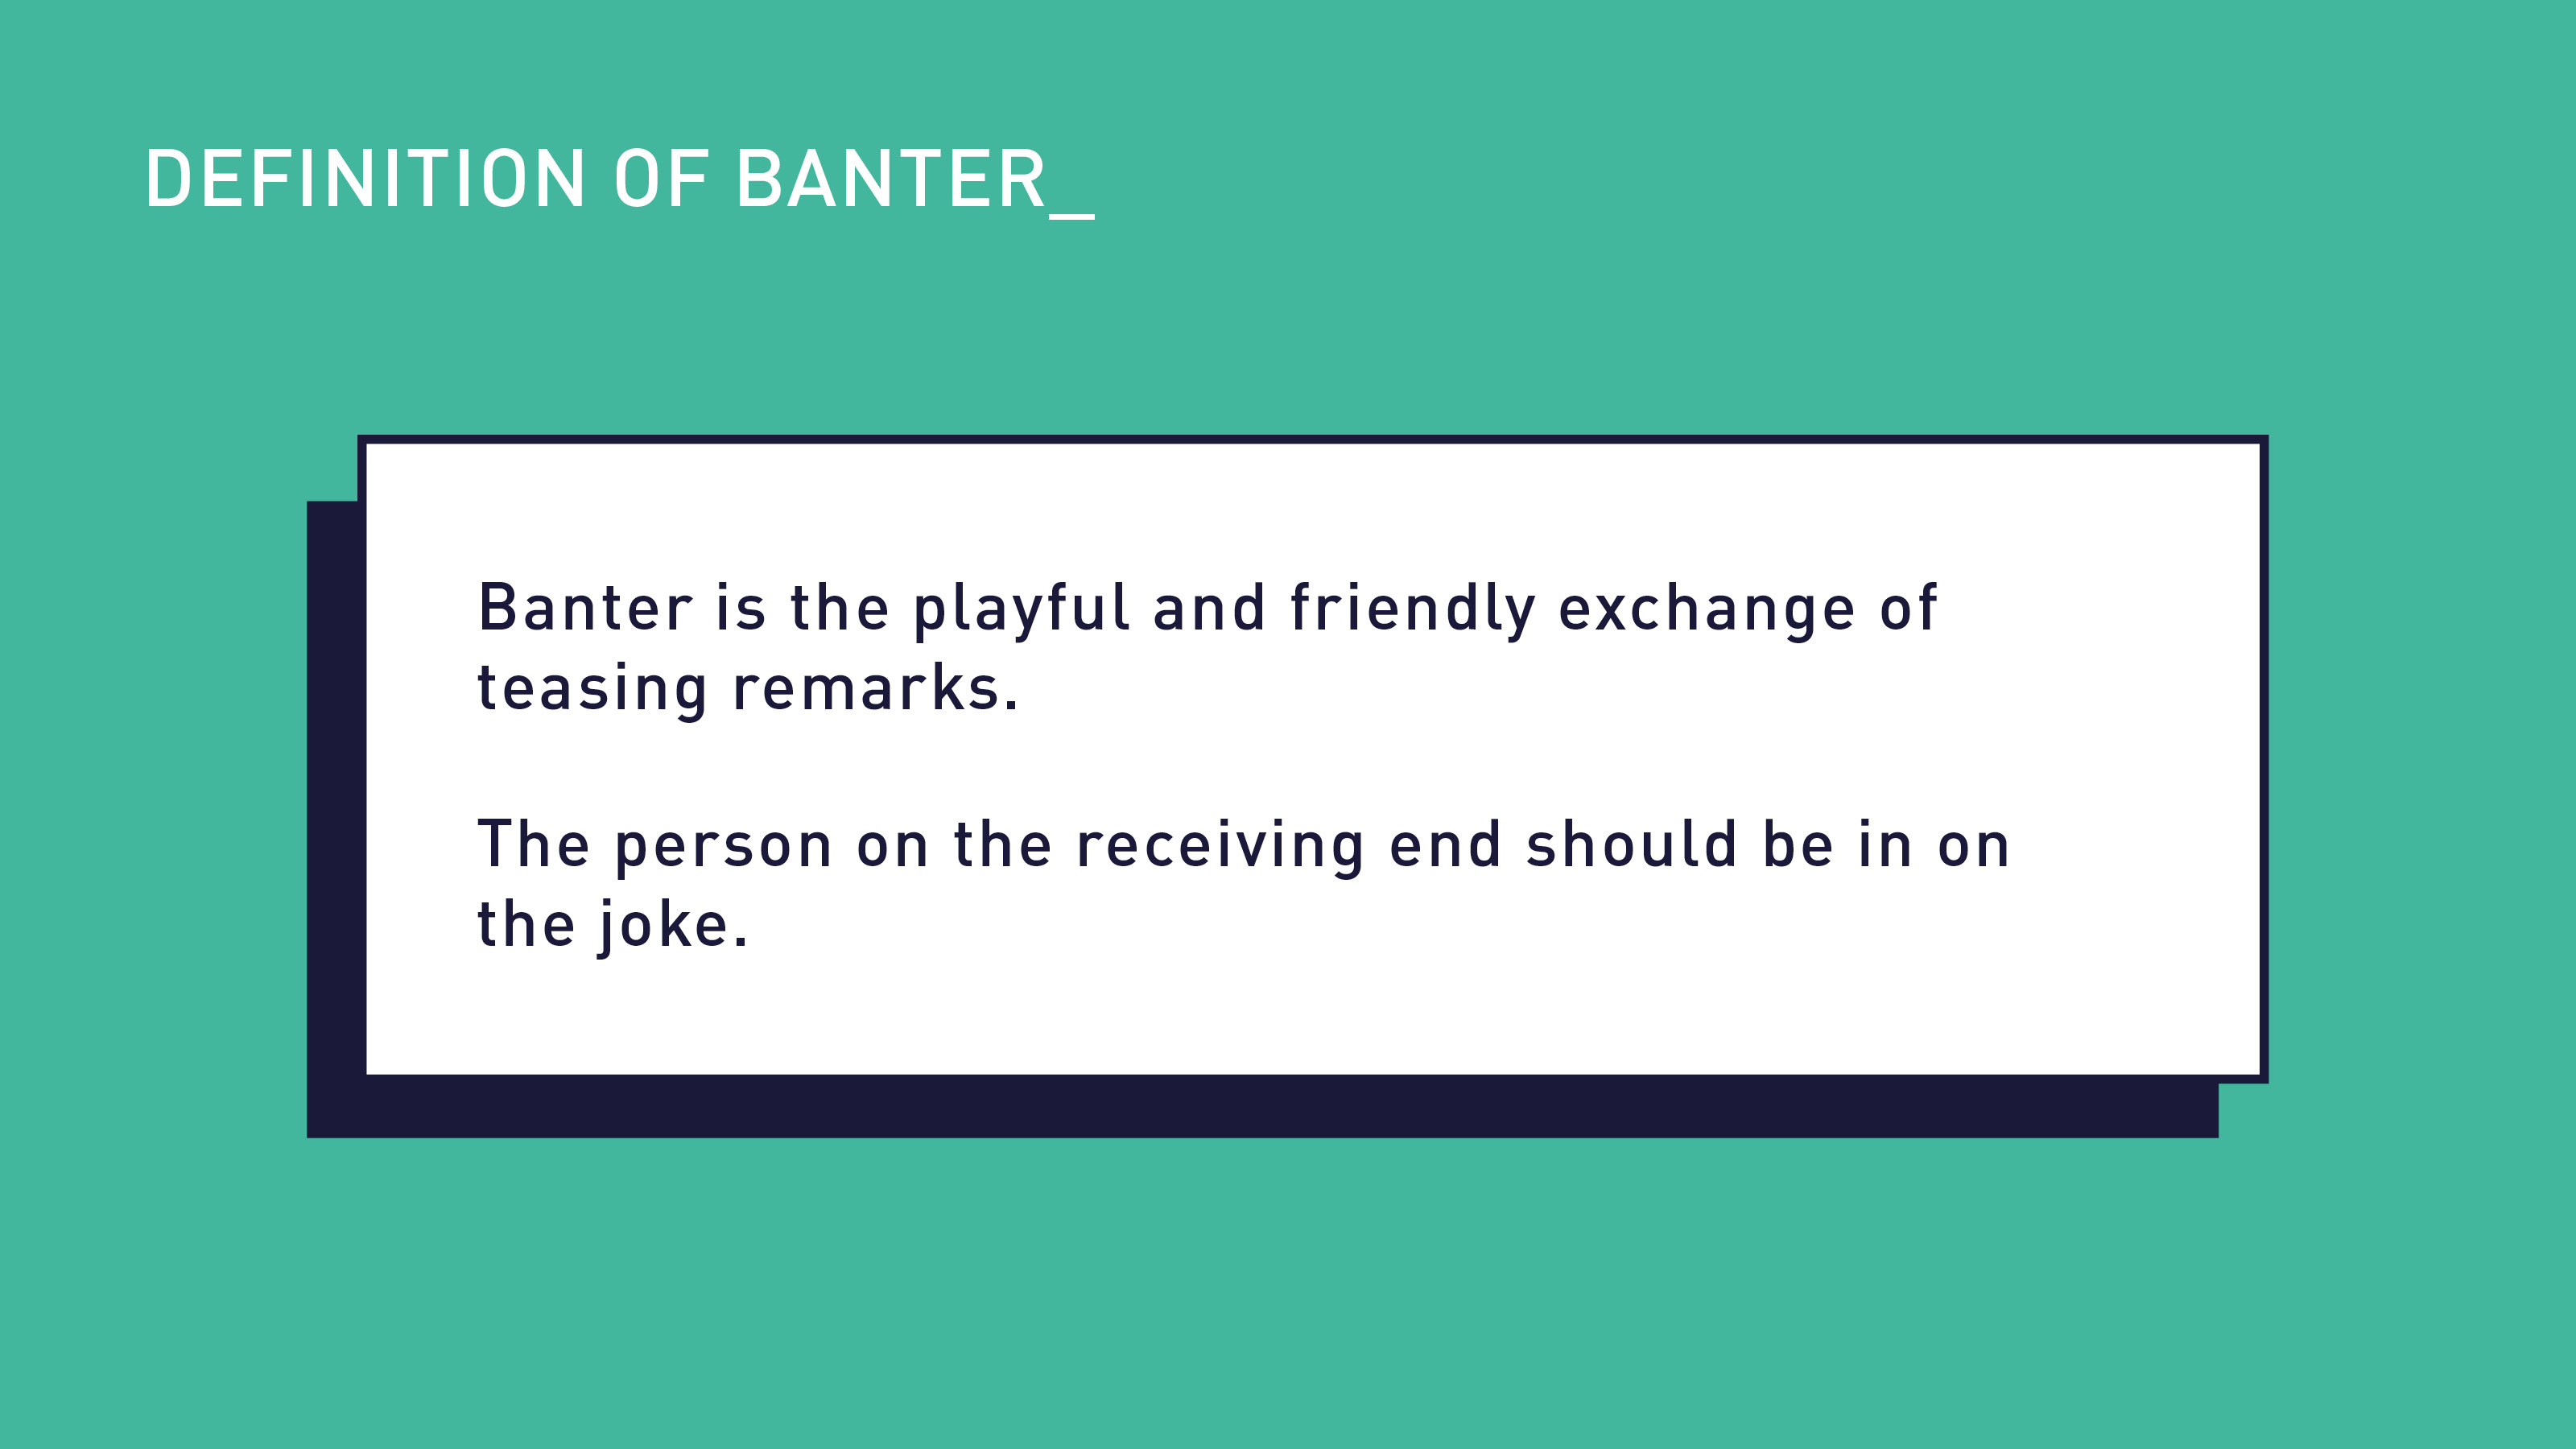 DEFINITION OF BANTER_
Banter is the playful and friendly exchange of
teasing remarks.
The person on the receiving end should be in on
the joke.